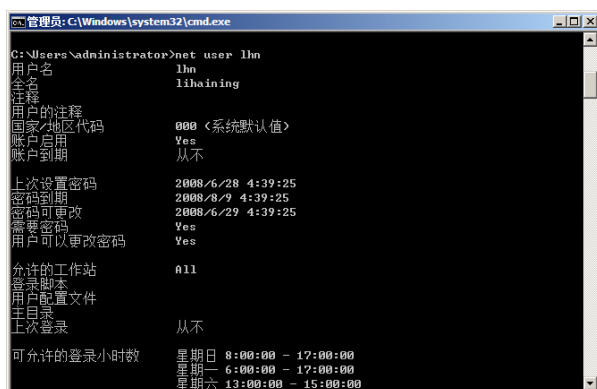 管理员: C:\Windows\system32\cmd.exe
C:\Users\administrator>net user lhn
用户名 lhn
全名 lihaining
注释
用户的注释
国家/地区代码 000 (系统默认值)
账户启用 Yes
账户到期 从不
上次设置密码 2008/6/28 4:39:25
密码到期 2008/8/9 4:39:25
密码可更改 2008/6/29 4:39:25
需要密码 Yes
用户可以更改密码 Yes
允许的工作站 All
登录脚本
用户配置文件
主目录
上次登录 从不
可允许的登录小时数 星期日 8:00:00 - 17:00:00
星期一 6:00:00 - 17:00:00
星期六 13:00:00 - 15:00:00